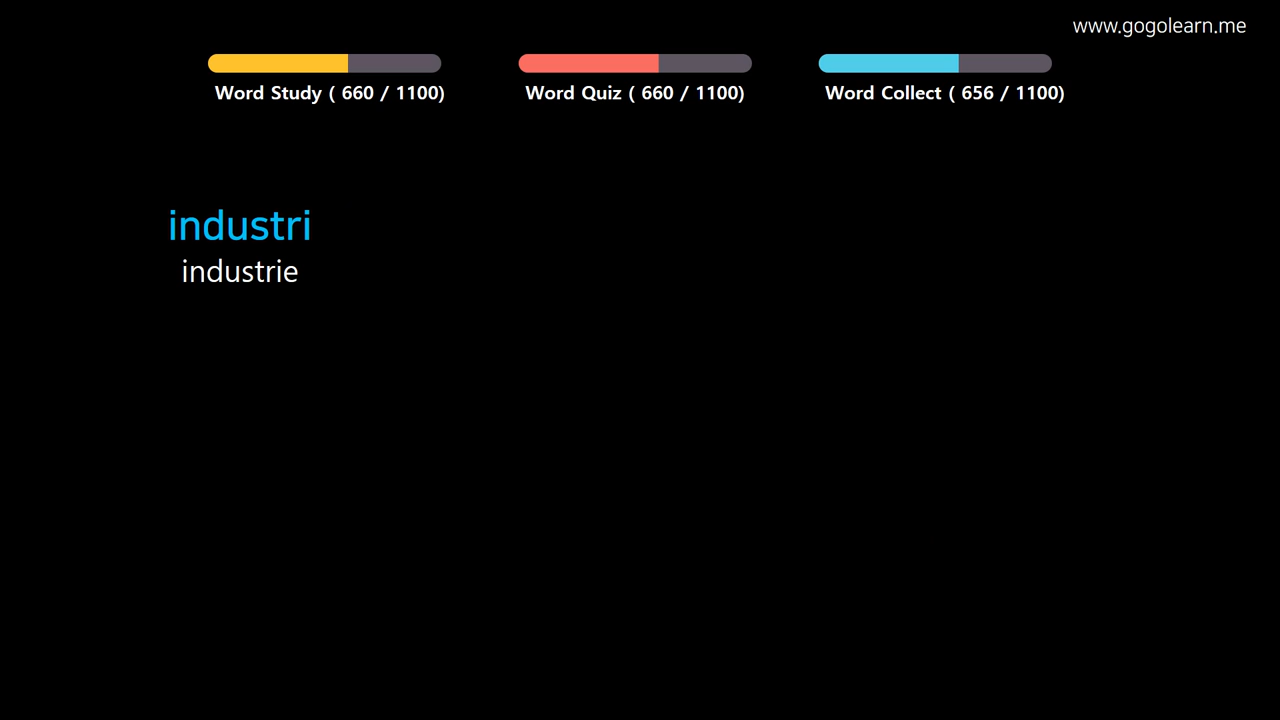 www.gogolearn.me
Word Study ( 660 / 1100)
Word Quiz ( 660 / 1100)
Word Collect ( 656 / 1100)
industri
industrie